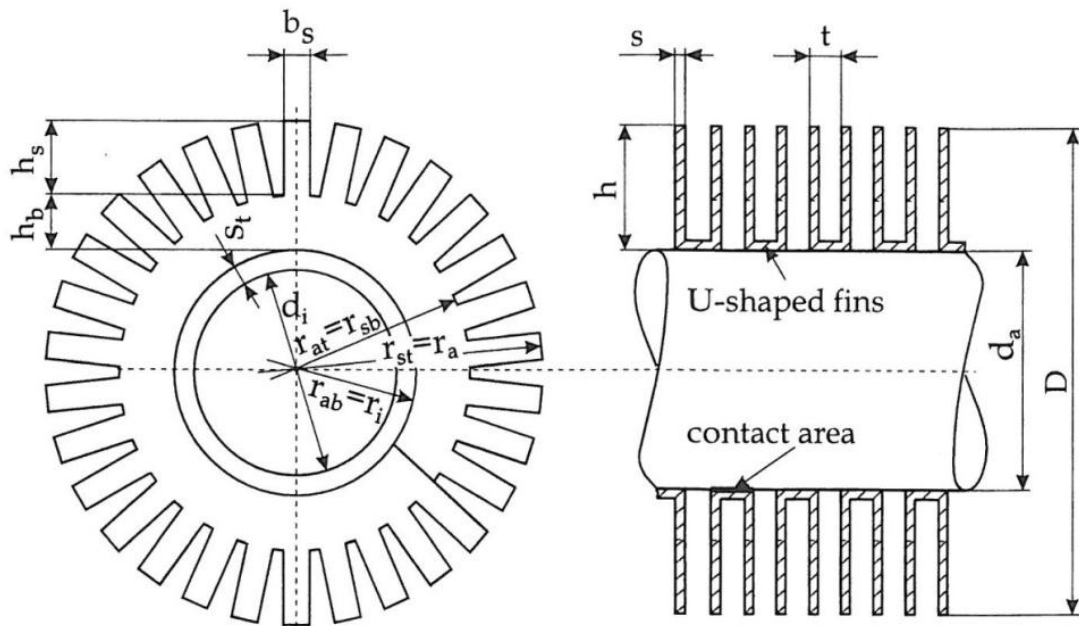 b_s
s
t
h_s
h_b
s_t
d_i
r_at=r_sb
r_st=r_a
r_ab=r_i
h
U-shaped fins
d_a
D
contact area